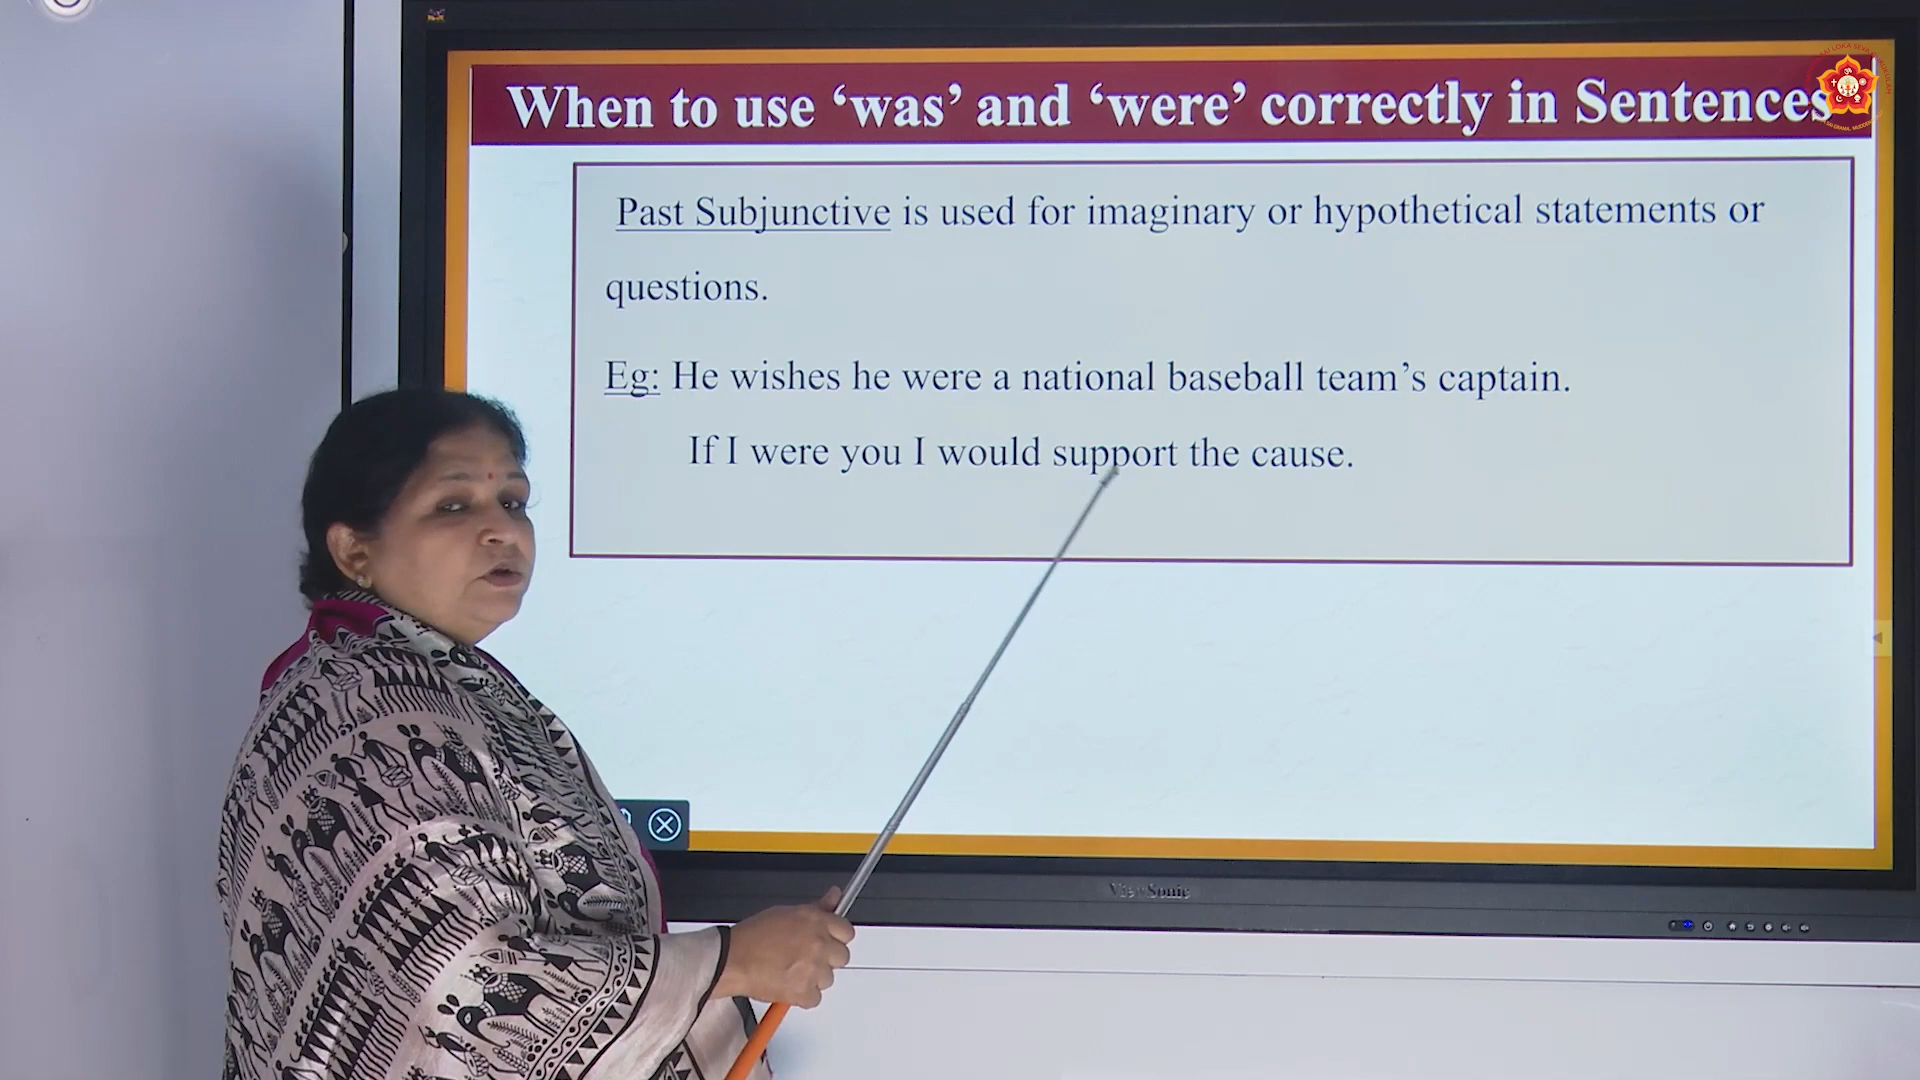 When to use ‘was’ and ‘were’ correctly in Sentences
Past Subjunctive is used for imaginary or hypothetical statements or
questions.
Eg: He wishes he were a national baseball team’s captain.
If I were you I would support the cause.
ViewSonic